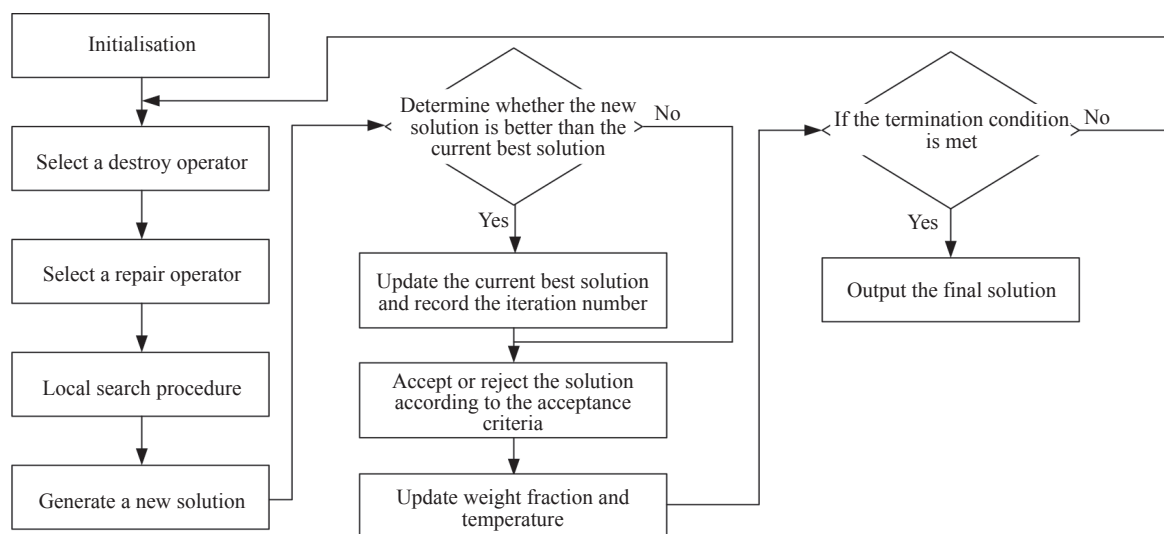 Initialisation
Select a destroy operator
Select a repair operator
Local search procedure
Generate a new solution
Determine whether the new
solution is better than the
current best solution
No
Yes
Update the current best solution
and record the iteration number
Accept or reject the solution
according to the acceptance
criteria
Update weight fraction and
temperature
If the termination condition
is met
No
Yes
Output the final solution